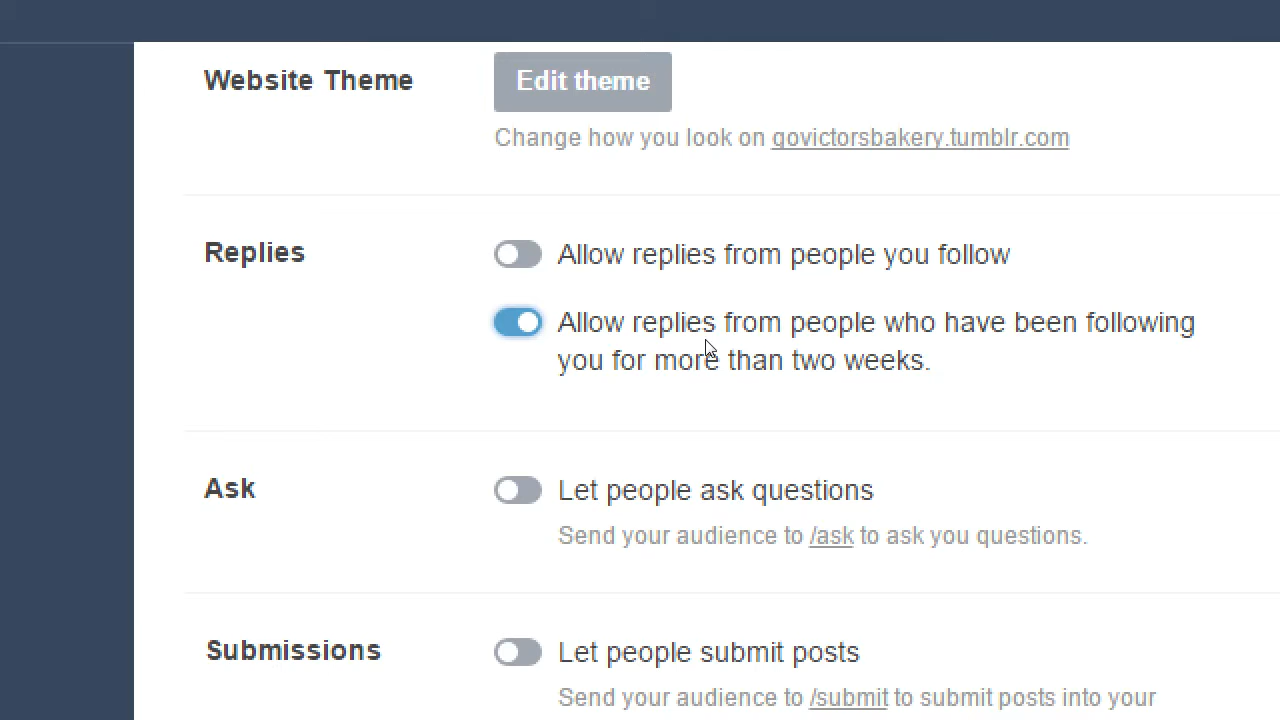 Website Theme
Edit theme
Change how you look on govictorsbakery.tumblr.com
Replies
Allow replies from people you follow
Allow replies from people who have been following
you for more than two weeks.
Ask
Let people ask questions
Send your audience to /ask to ask you questions.
Submissions
Let people submit posts
Send your audience to /submit to submit posts into your